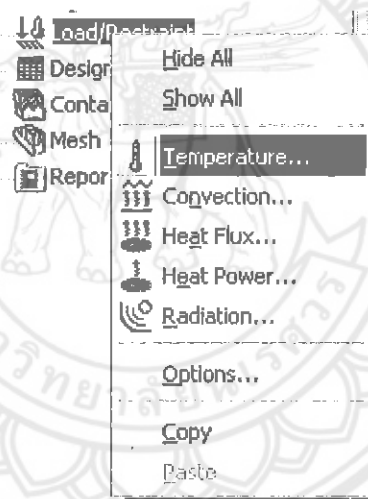 Load/Restraint
Design
Conta
Mesh
Repor
Hide All
Show All
Temperature...
Convection...
Heat Flux...
Heat Power...
Radiation...
Options...
Copy
Paste